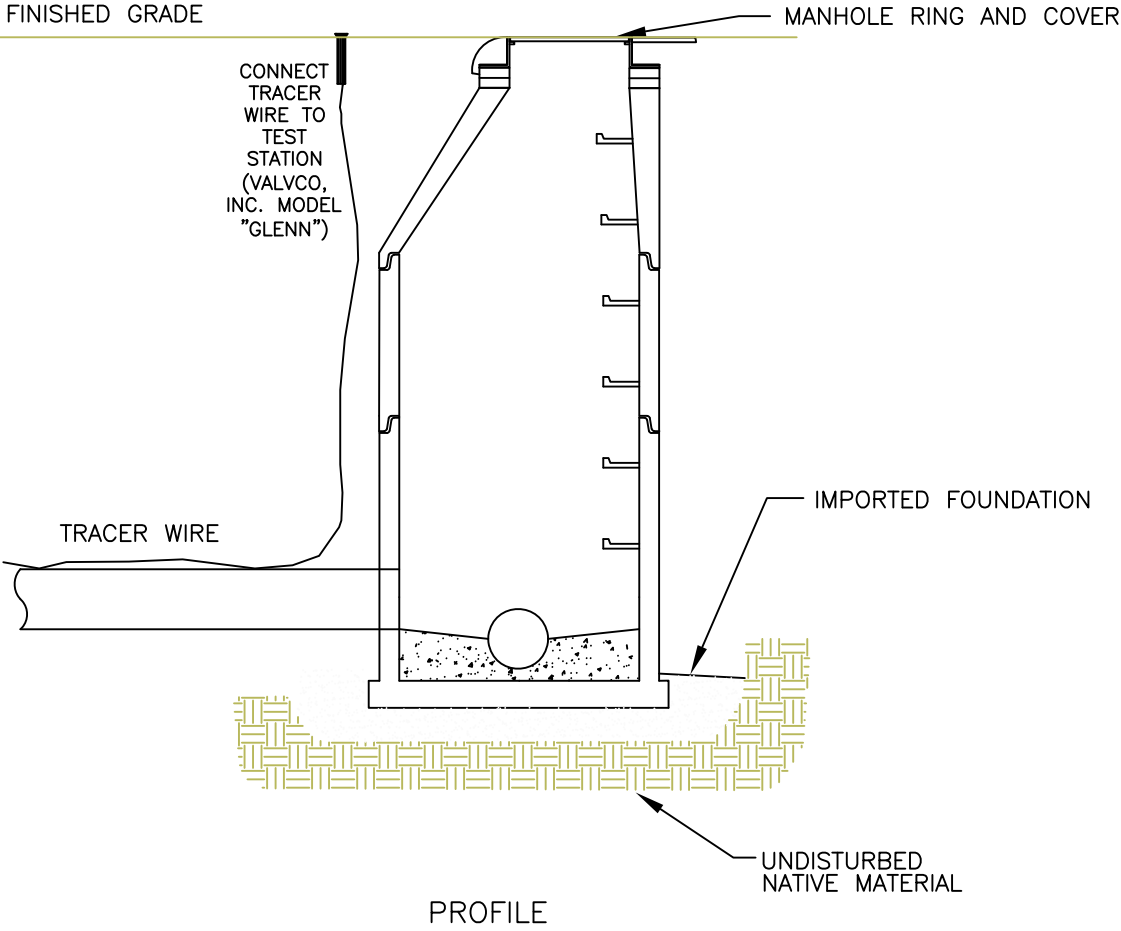 FINISHED GRADE
MANHOLE RING AND COVER
CONNECT
TRACER
WIRE TO
TEST
STATION
(VALVCO,
INC. MODEL
"GLENN")
IMPORTED FOUNDATION
TRACER WIRE
UNDISTURBED
NATIVE MATERIAL
PROFILE